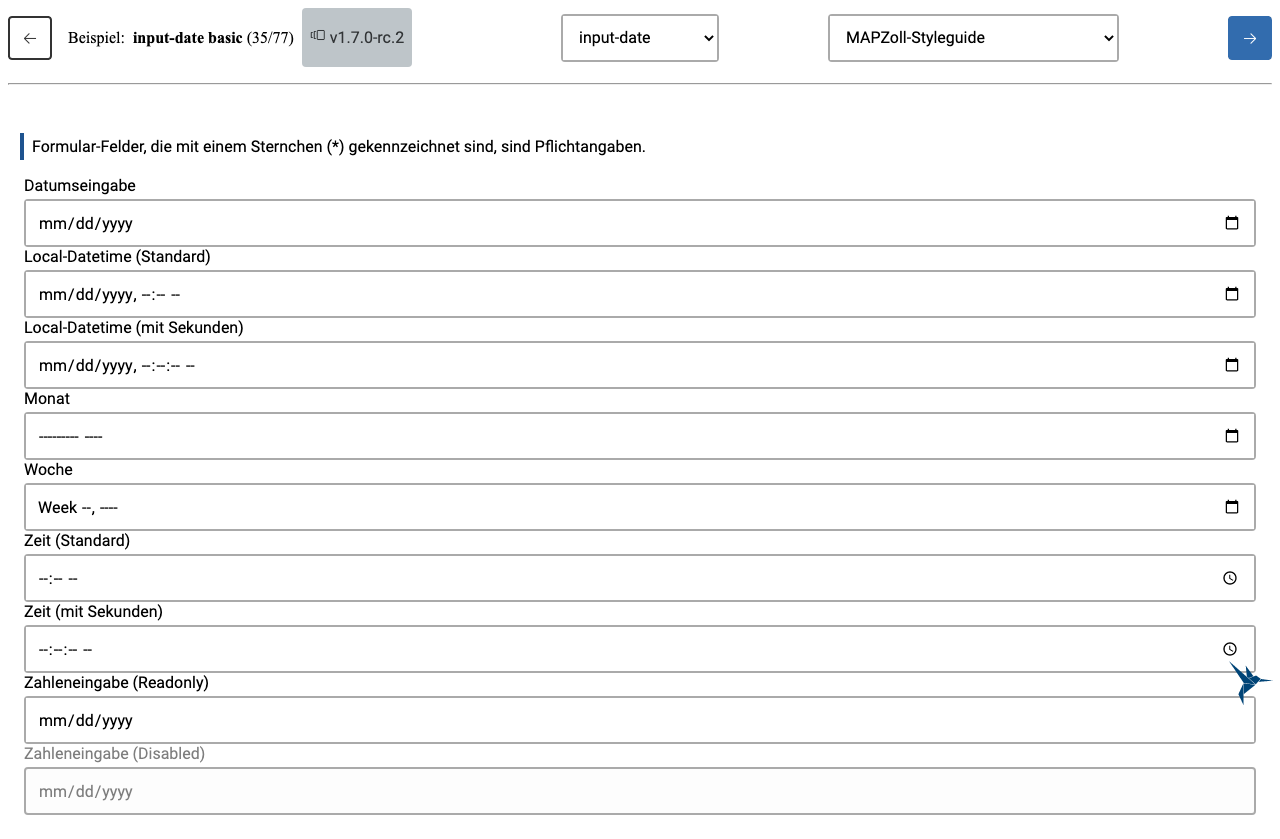 Beispiel: input-date basic (35/77) v1.7.0-rc.2 input-date MAPZoll-Styleguide
Formular-Felder, die mit einem Sternchen (*) gekennzeichnet sind, sind Pflichtangaben.
Datumseingabe
mm/dd/yyyy
Local-Datetime (Standard)
mm/dd/yyyy, --:-- --
Local-Datetime (mit Sekunden)
mm/dd/yyyy, --:--:-- --
Monat
--------- ----
Woche
Week --, ----
Zeit (Standard)
--:-- --
Zeit (mit Sekunden)
--:--:-- --
Zahleneingabe (Readonly)
mm/dd/yyyy
Zahleneingabe (Disabled)
mm/dd/yyyy